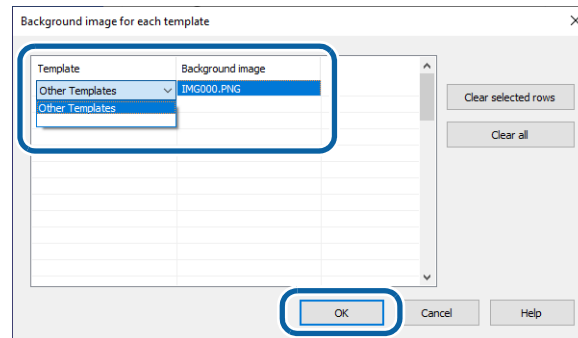 Background image for each template
Template Background image
Other Templates IMG000.PNG
Other Templates
Clear selected rows
Clear all
OK Cancel Help